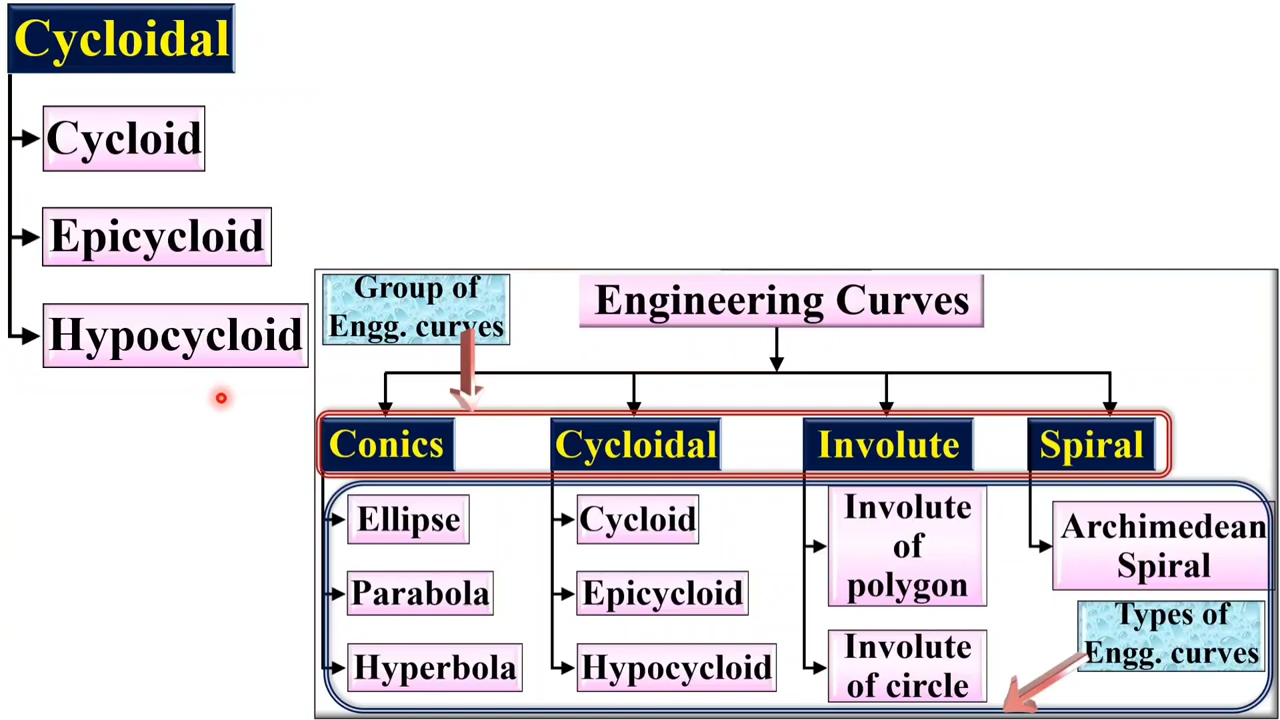 Cycloidal
Cycloid
Epicycloid
Hypocycloid
Group of
Engg. curves
Engineering Curves
Conics
Cycloidal
Involute
Spiral
Ellipse
Parabola
Hyperbola
Cycloid
Epicycloid
Hypocycloid
Involute
of
polygon
Involute
of circle
Archimedean
Spiral
Types of
Engg. curves